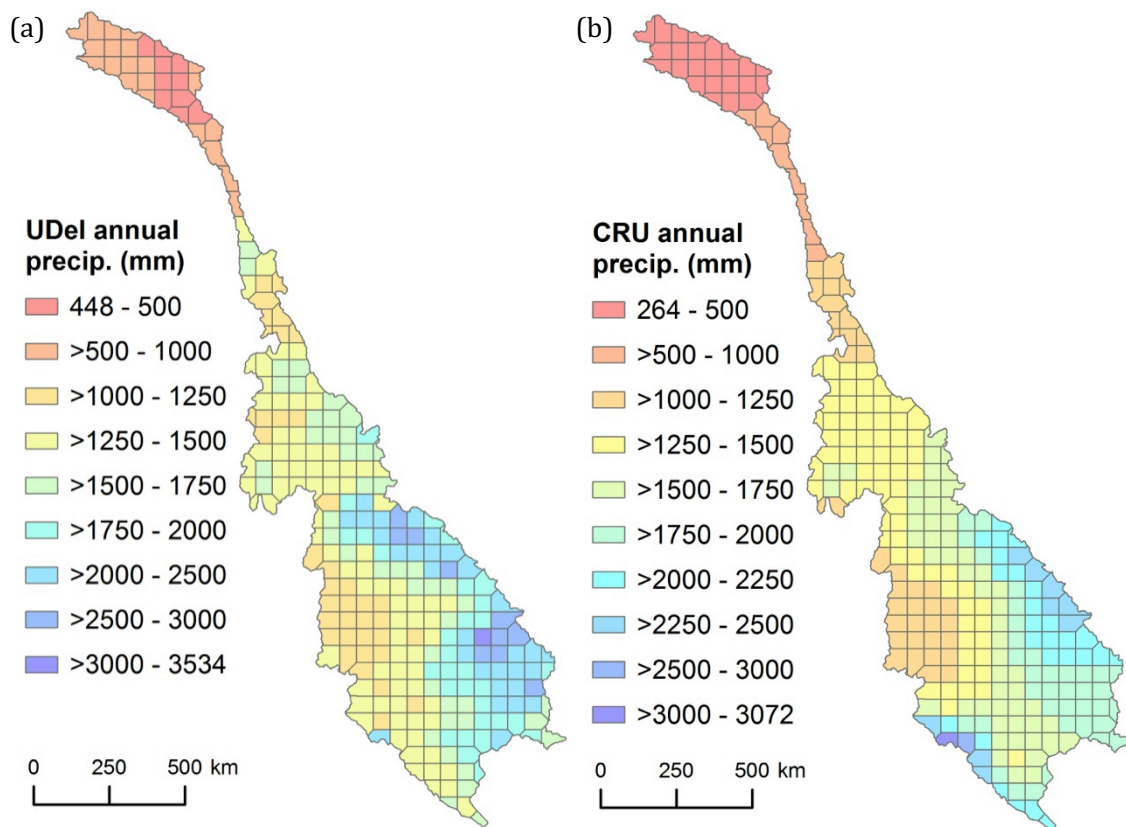 (a)
UDel annual
precip. (mm)
448 - 500
>500 - 1000
>1000 - 1250
>1250 - 1500
>1500 - 1750
>1750 - 2000
>2000 - 2500
>2500 - 3000
>3000 - 3534
0 250 500 km
(b)
CRU annual
precip. (mm)
264 - 500
>500 - 1000
>1000 - 1250
>1250 - 1500
>1500 - 1750
>1750 - 2000
>2000 - 2250
>2250 - 2500
>2500 - 3000
>3000 - 3072
0 250 500 km